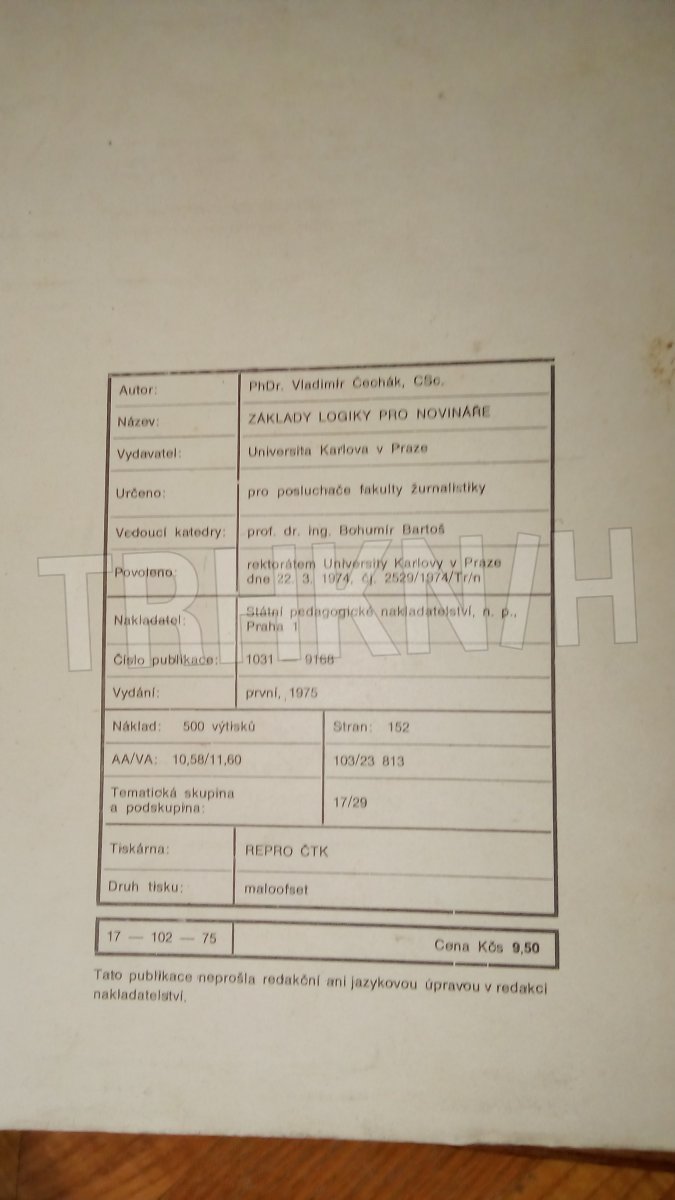 Autor: PhDr. Vladimír Čechák, CSc.
Název: ZÁKLADY LOGIKY PRO NOVINÁŘE
Vydavatel: Universita Karlova v Praze
Určeno: pro posluchače fakulty žurnalistiky
Vedoucí katedry: prof. dr. ing. Bohumír Bartoš
Povoleno: rektorátem University Karlovy v Praze
dne 22. 3. 1974, čj. 2529/1974/Tr/n
Nakladatel: Státní pedagogické nakladatelství, n. p.,
Praha 1
Číslo publikace: 1031 — 9168
Vydání: první, 1975
Náklad: 500 výtisků Stran: 152
AA/VA: 10,58/11,60 103/23 813
Tematická skupina
a podskupina: 17/29
Tiskárna: REPRO ČTK
Druh tisku: maloofset
17 — 102 — 75 Cena Kčs 9,50
Tato publikace neprošla redakční ani jazykovou úpravou v redakci
nakladatelství.